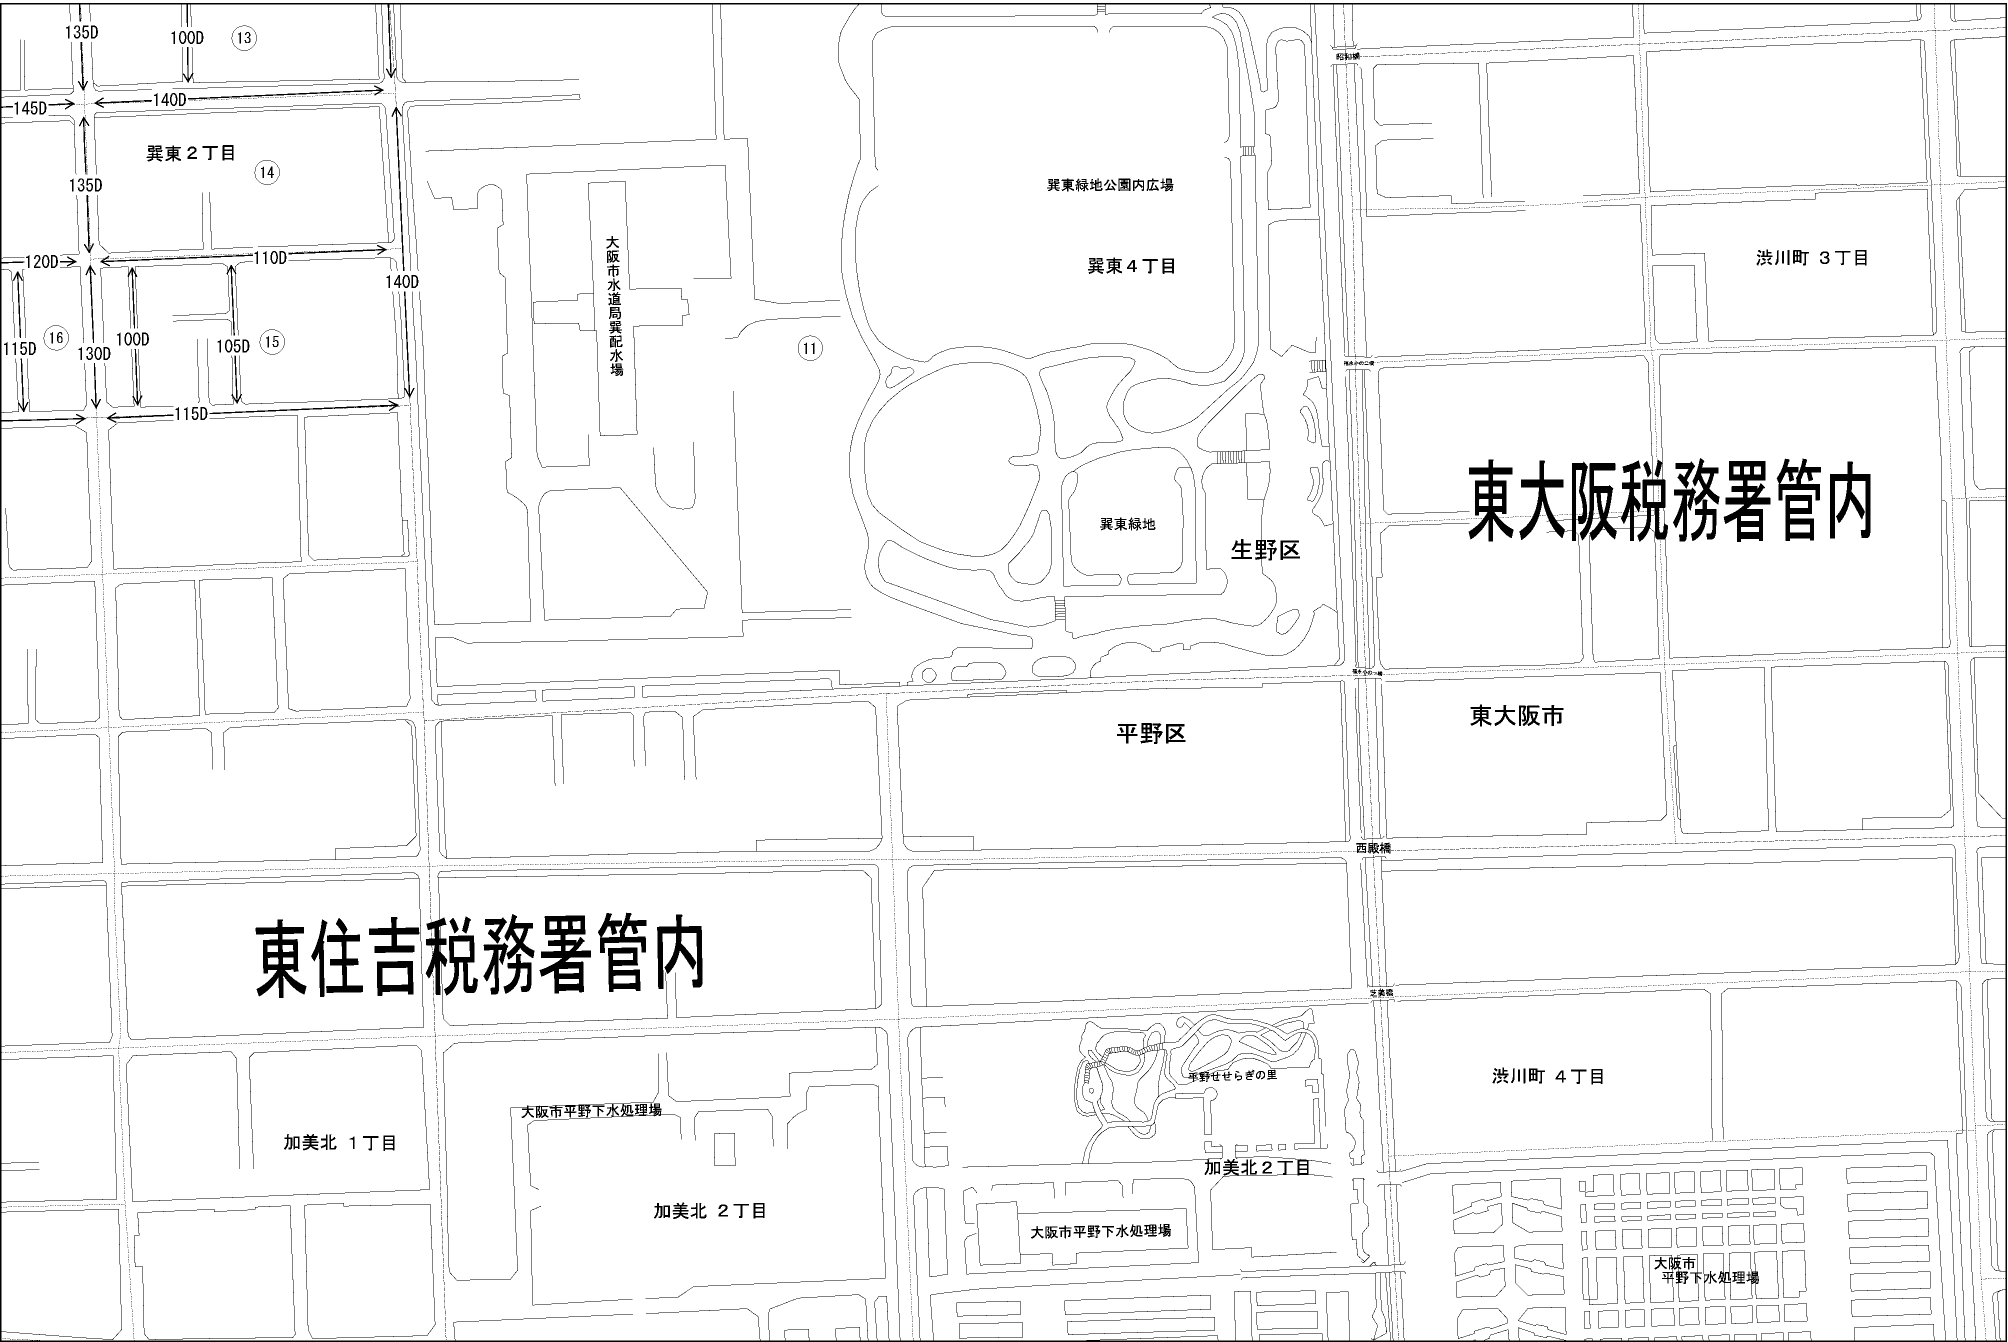 135D
100D
13
昭和橋
145D
140D
巽東2丁目
14
135D
巽東緑地公園内広場
大阪市水道局巽配水場
120D
110D
巽東4丁目
渋川町 3丁目
140D
16
115D
130D
100D
105D
15
11
115D
東大阪税務署管内
巽東緑地
生野区
平野区
東大阪市
西殿橋
東住吉税務署管内
芝美橋
平野せせらぎの里
渋川町 4丁目
大阪市平野下水処理場
加美北 1丁目
加美北2丁目
加美北 2丁目
大阪市平野下水処理場
大阪市
平野下水処理場